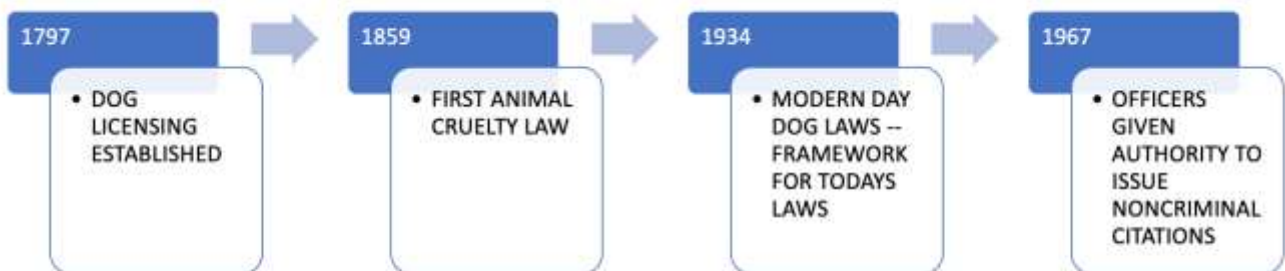 1797
• DOG
LICENSING
ESTABLISHED
1859
• FIRST ANIMAL
CRUELTY LAW
1934
• MODERN DAY
DOG LAWS --
FRAMEWORK
FOR TODAYS
LAWS
1967
• OFFICERS
GIVEN
AUTHORITY TO
ISSUE
NONCRIMINAL
CITATIONS